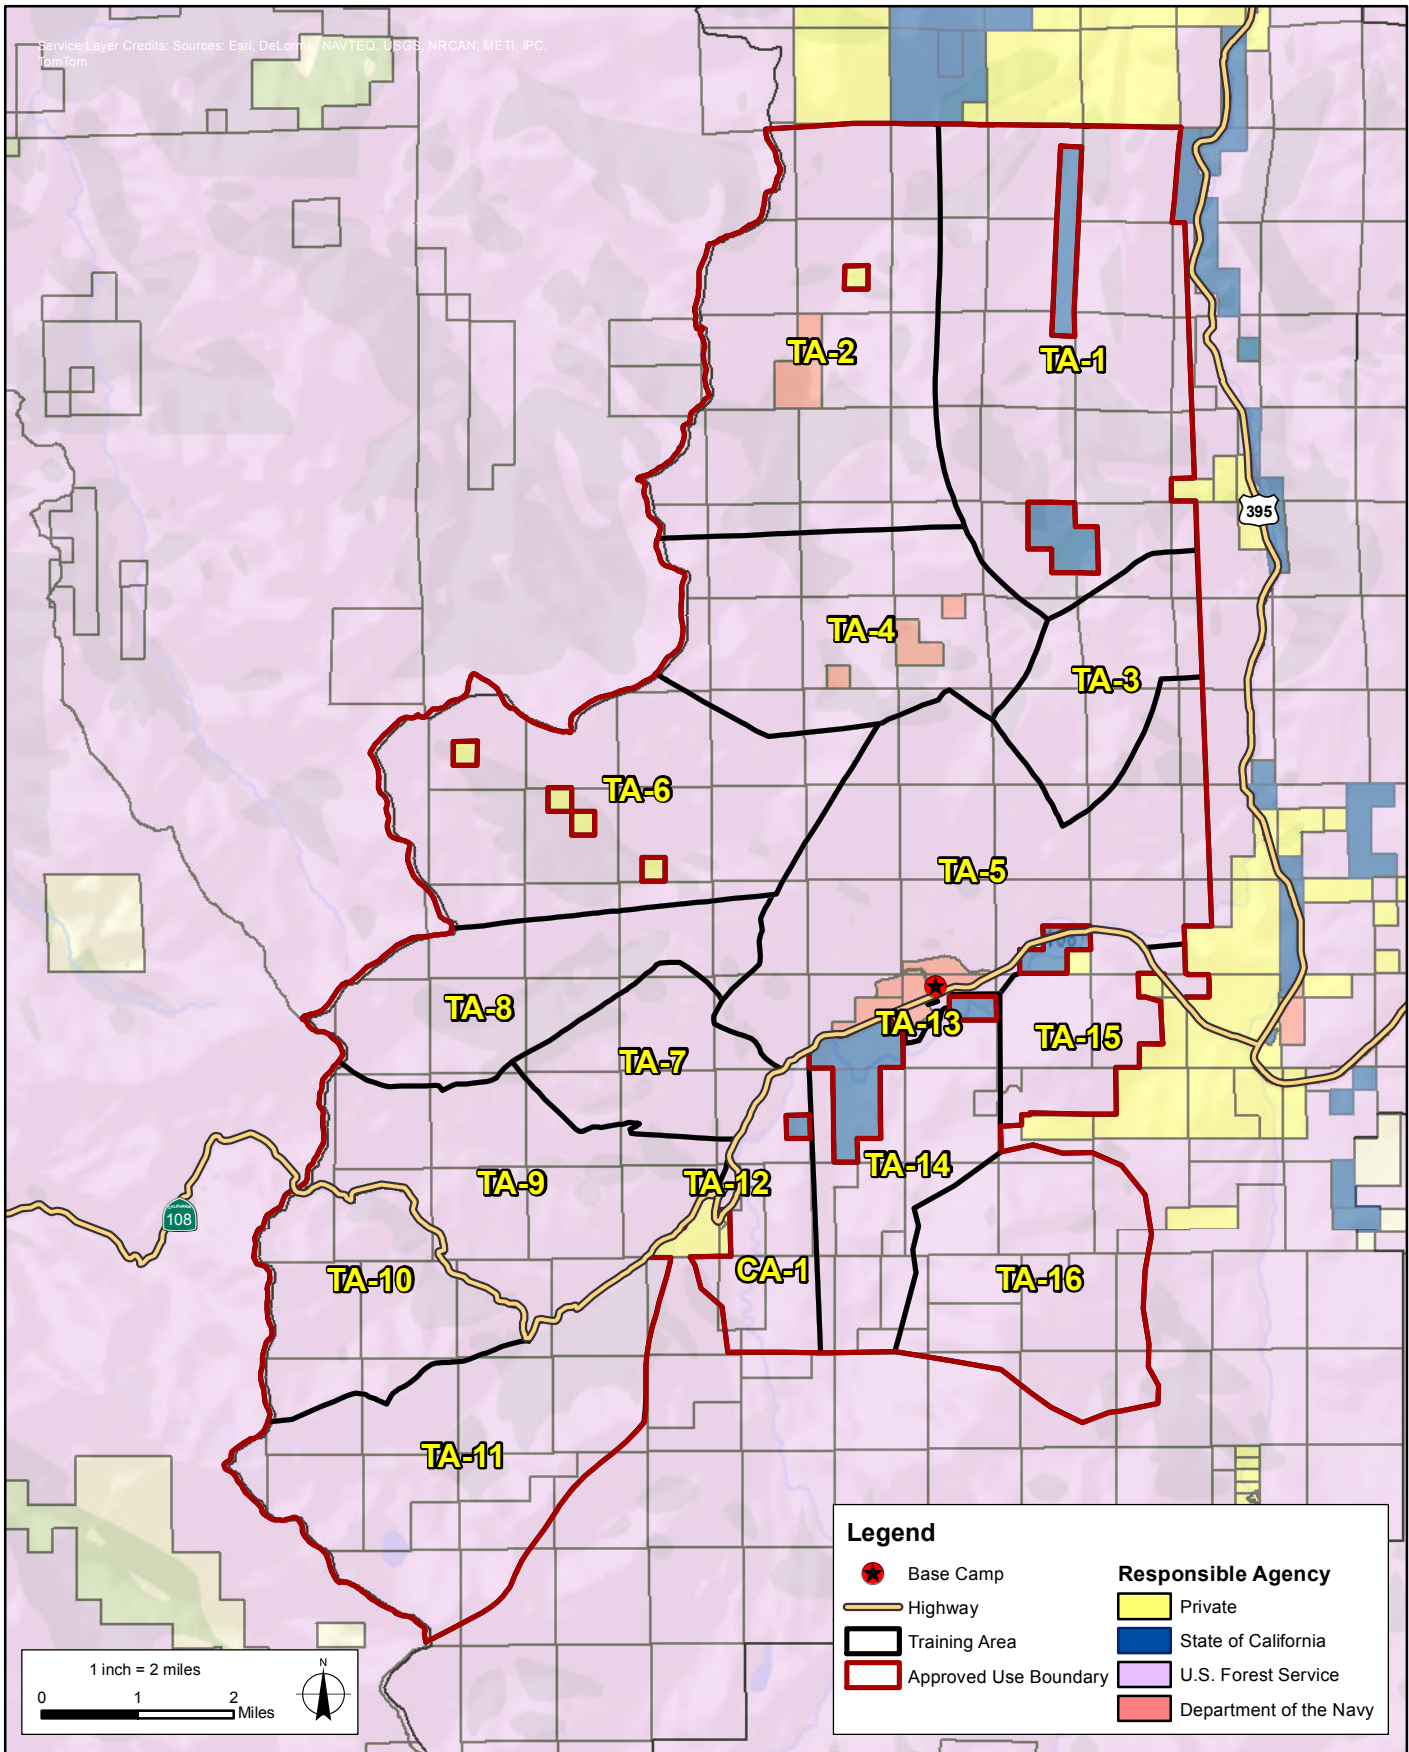 Service Layer Credits: Sources: Esri, DeLorme, NAVTEQ, USGS, NRCAN, METI, iPC,
TomTom
TA-2
TA-1
395
TA-4
TA-3
TA-6
TA-5
108
TA-8
TA-13
TA-15
TA-7
TA-14
TA-9
TA-12
CALIFORNIA
108
CA-1
TA-10
TA-16
TA-11
Legend
Base Camp
Highway
Training Area
Approved Use Boundary
Responsible Agency
Private
State of California
U.S. Forest Service
Department of the Navy
1 inch = 2 miles
0 1 2
Miles
N